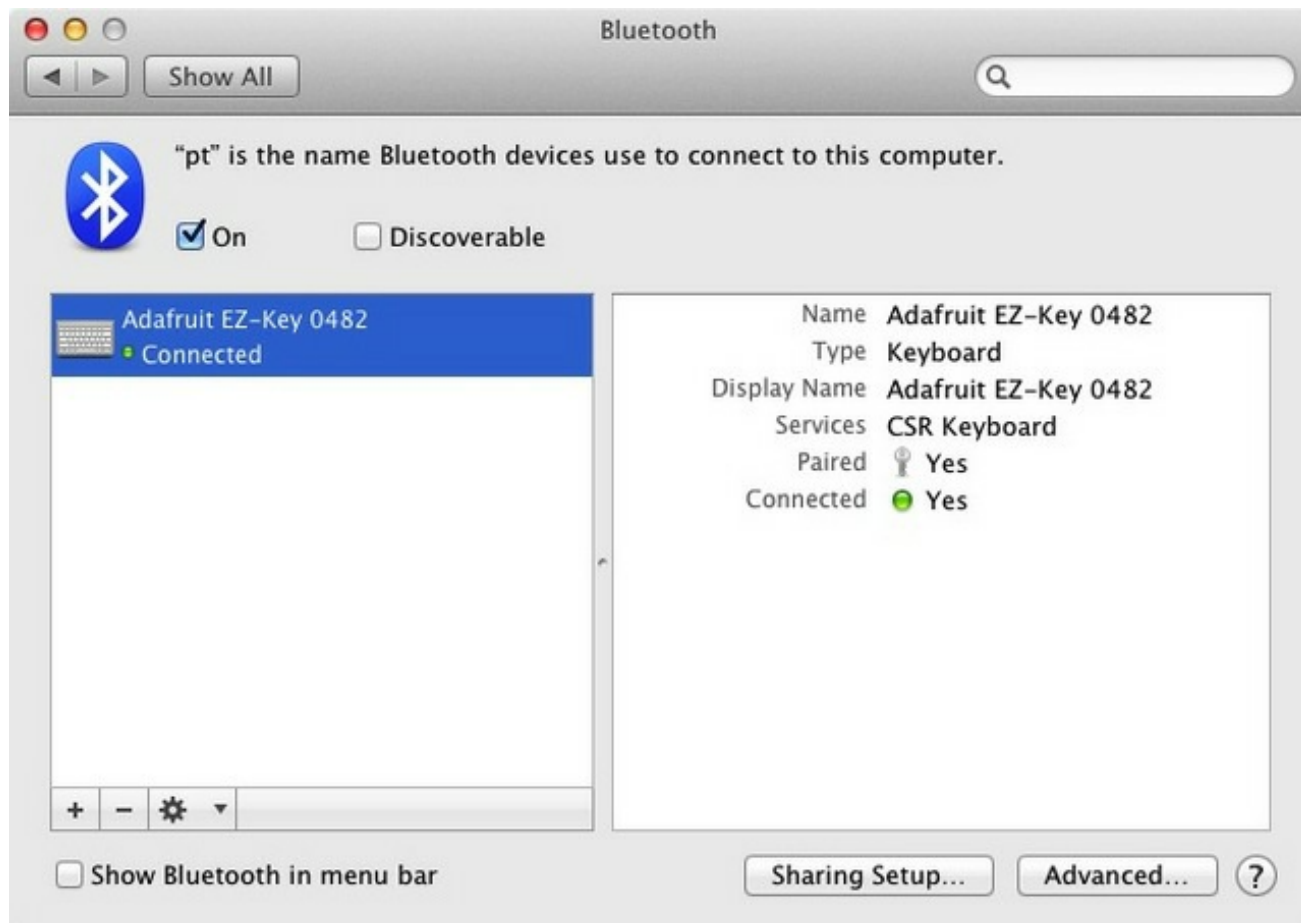 Bluetooth
Show All
“pt” is the name Bluetooth devices use to connect to this computer.
On Discoverable
Adafruit EZ-Key 0482
Connected
Name Adafruit EZ-Key 0482
Type Keyboard
Display Name Adafruit EZ-Key 0482
Services CSR Keyboard
Paired Yes
Connected Yes
+ −
Show Bluetooth in menu bar Sharing Setup... Advanced... ?